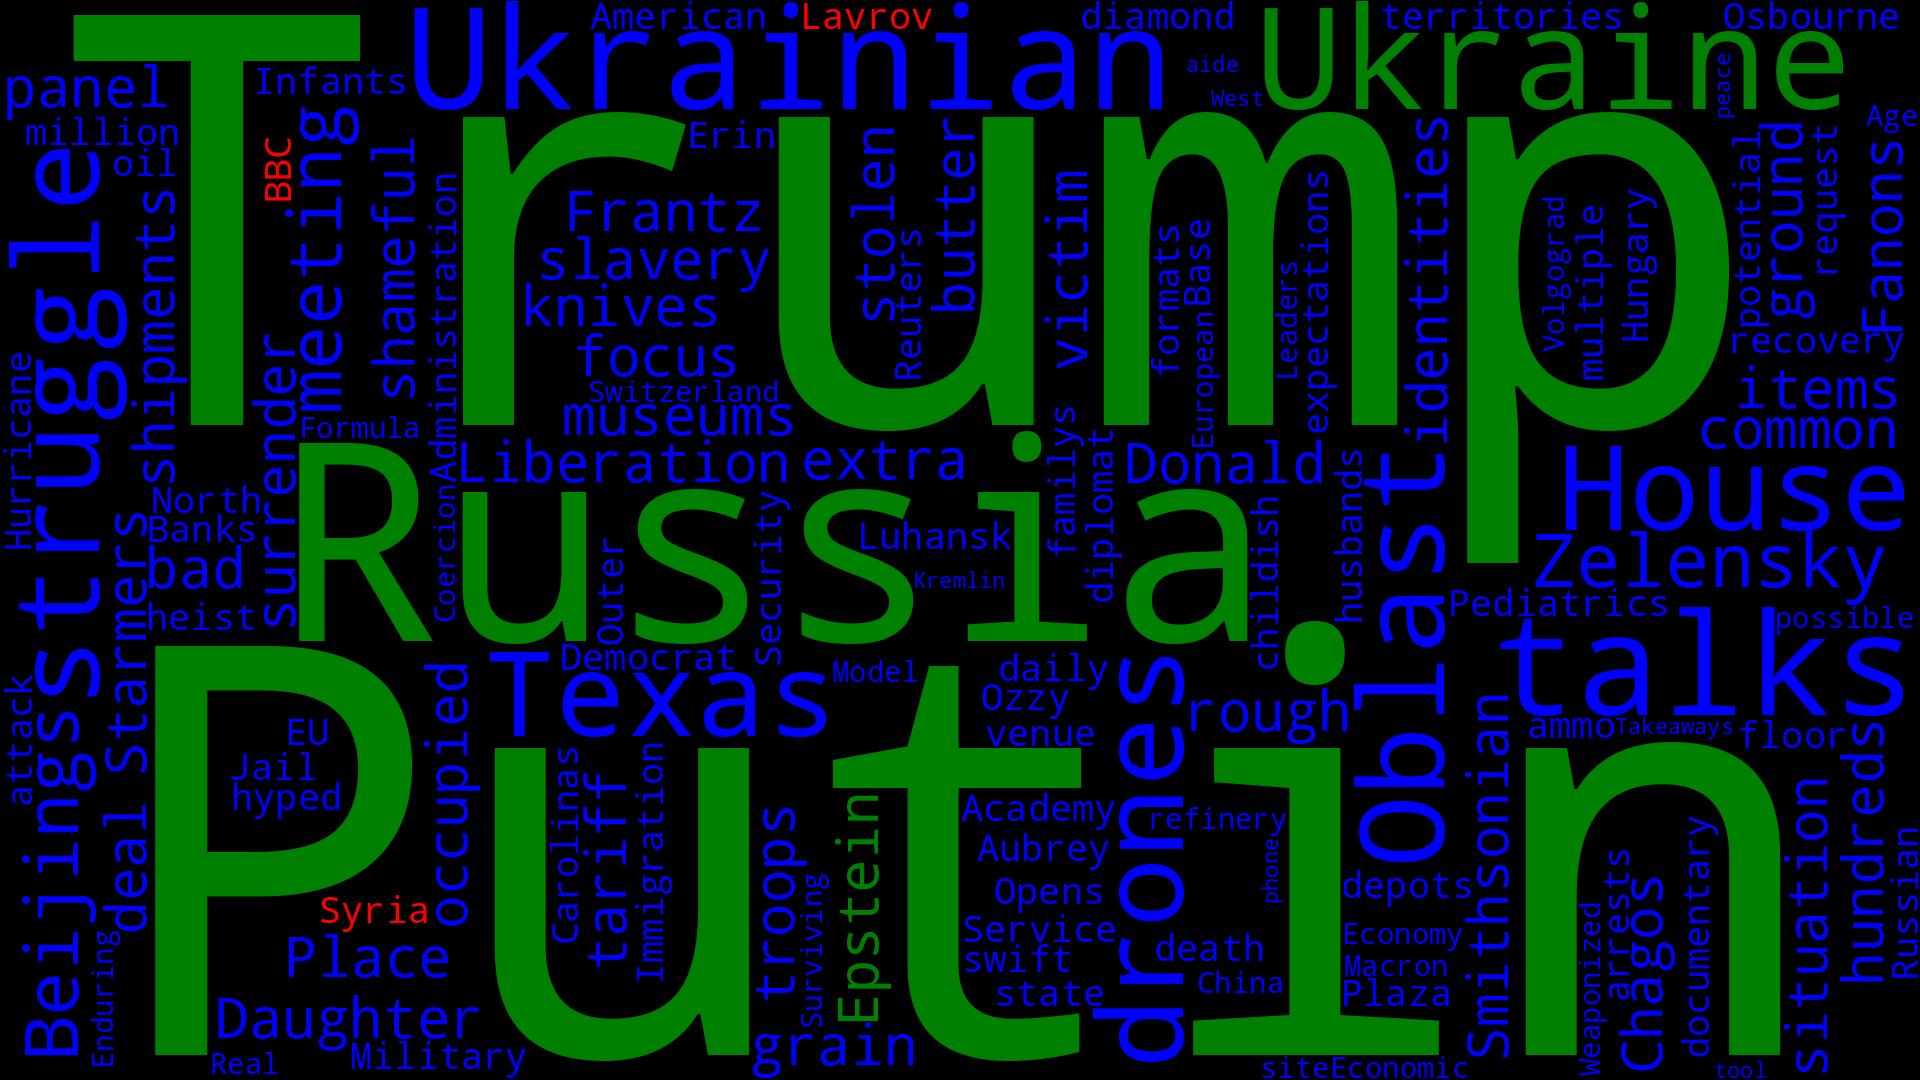 American
Lavrov
diamond
territories
Osbourne
Ukrainian
Ukraine
aide
West
peace
panel
Infants
million
oil
BBC
Trump
Erin
Age
struggle
shipments
meeting
shameful
Administration
Frantz
slavery
knives
focus
Switzerland
museums
stolen
Reuters
butter
victim
formats
EuropeanBase
Leaders
expectations
identities
Volgograd
multiple
Hungary
potential
ground
request
Fanons
recovery
items
common
Hurricane
surrender
Formula
Liberation
extra
Donald
familys
diplomat
House
North
Banks
bad
heist
Russia.
Coercion
Outer
Security
Luhansk
Kremlin
childish
husbands
Oblast
Zelensky
Pediatrics
possible
talks
attack
Beijings
Starmers
deal
Enduring
Democrat
Texas
Model
daily
Ozzy
venue
drones
rough
ammo
Takeaways
floor
Putin
EU
Jail
hyped
occupied
Carolinas
tariff
Immigration
troops
Surviving
Epstein
Academy
Aubrey
Opens
Service
swift
state
refinery
phone
death
China
depots
Economy
Macron
Plaza
Smithsonian
Weaponized
arrests
Chagos
documentary
situation
hundreds
Russian
Syria
Place
Daughter
Real
Military
grain
site
Economic
tool